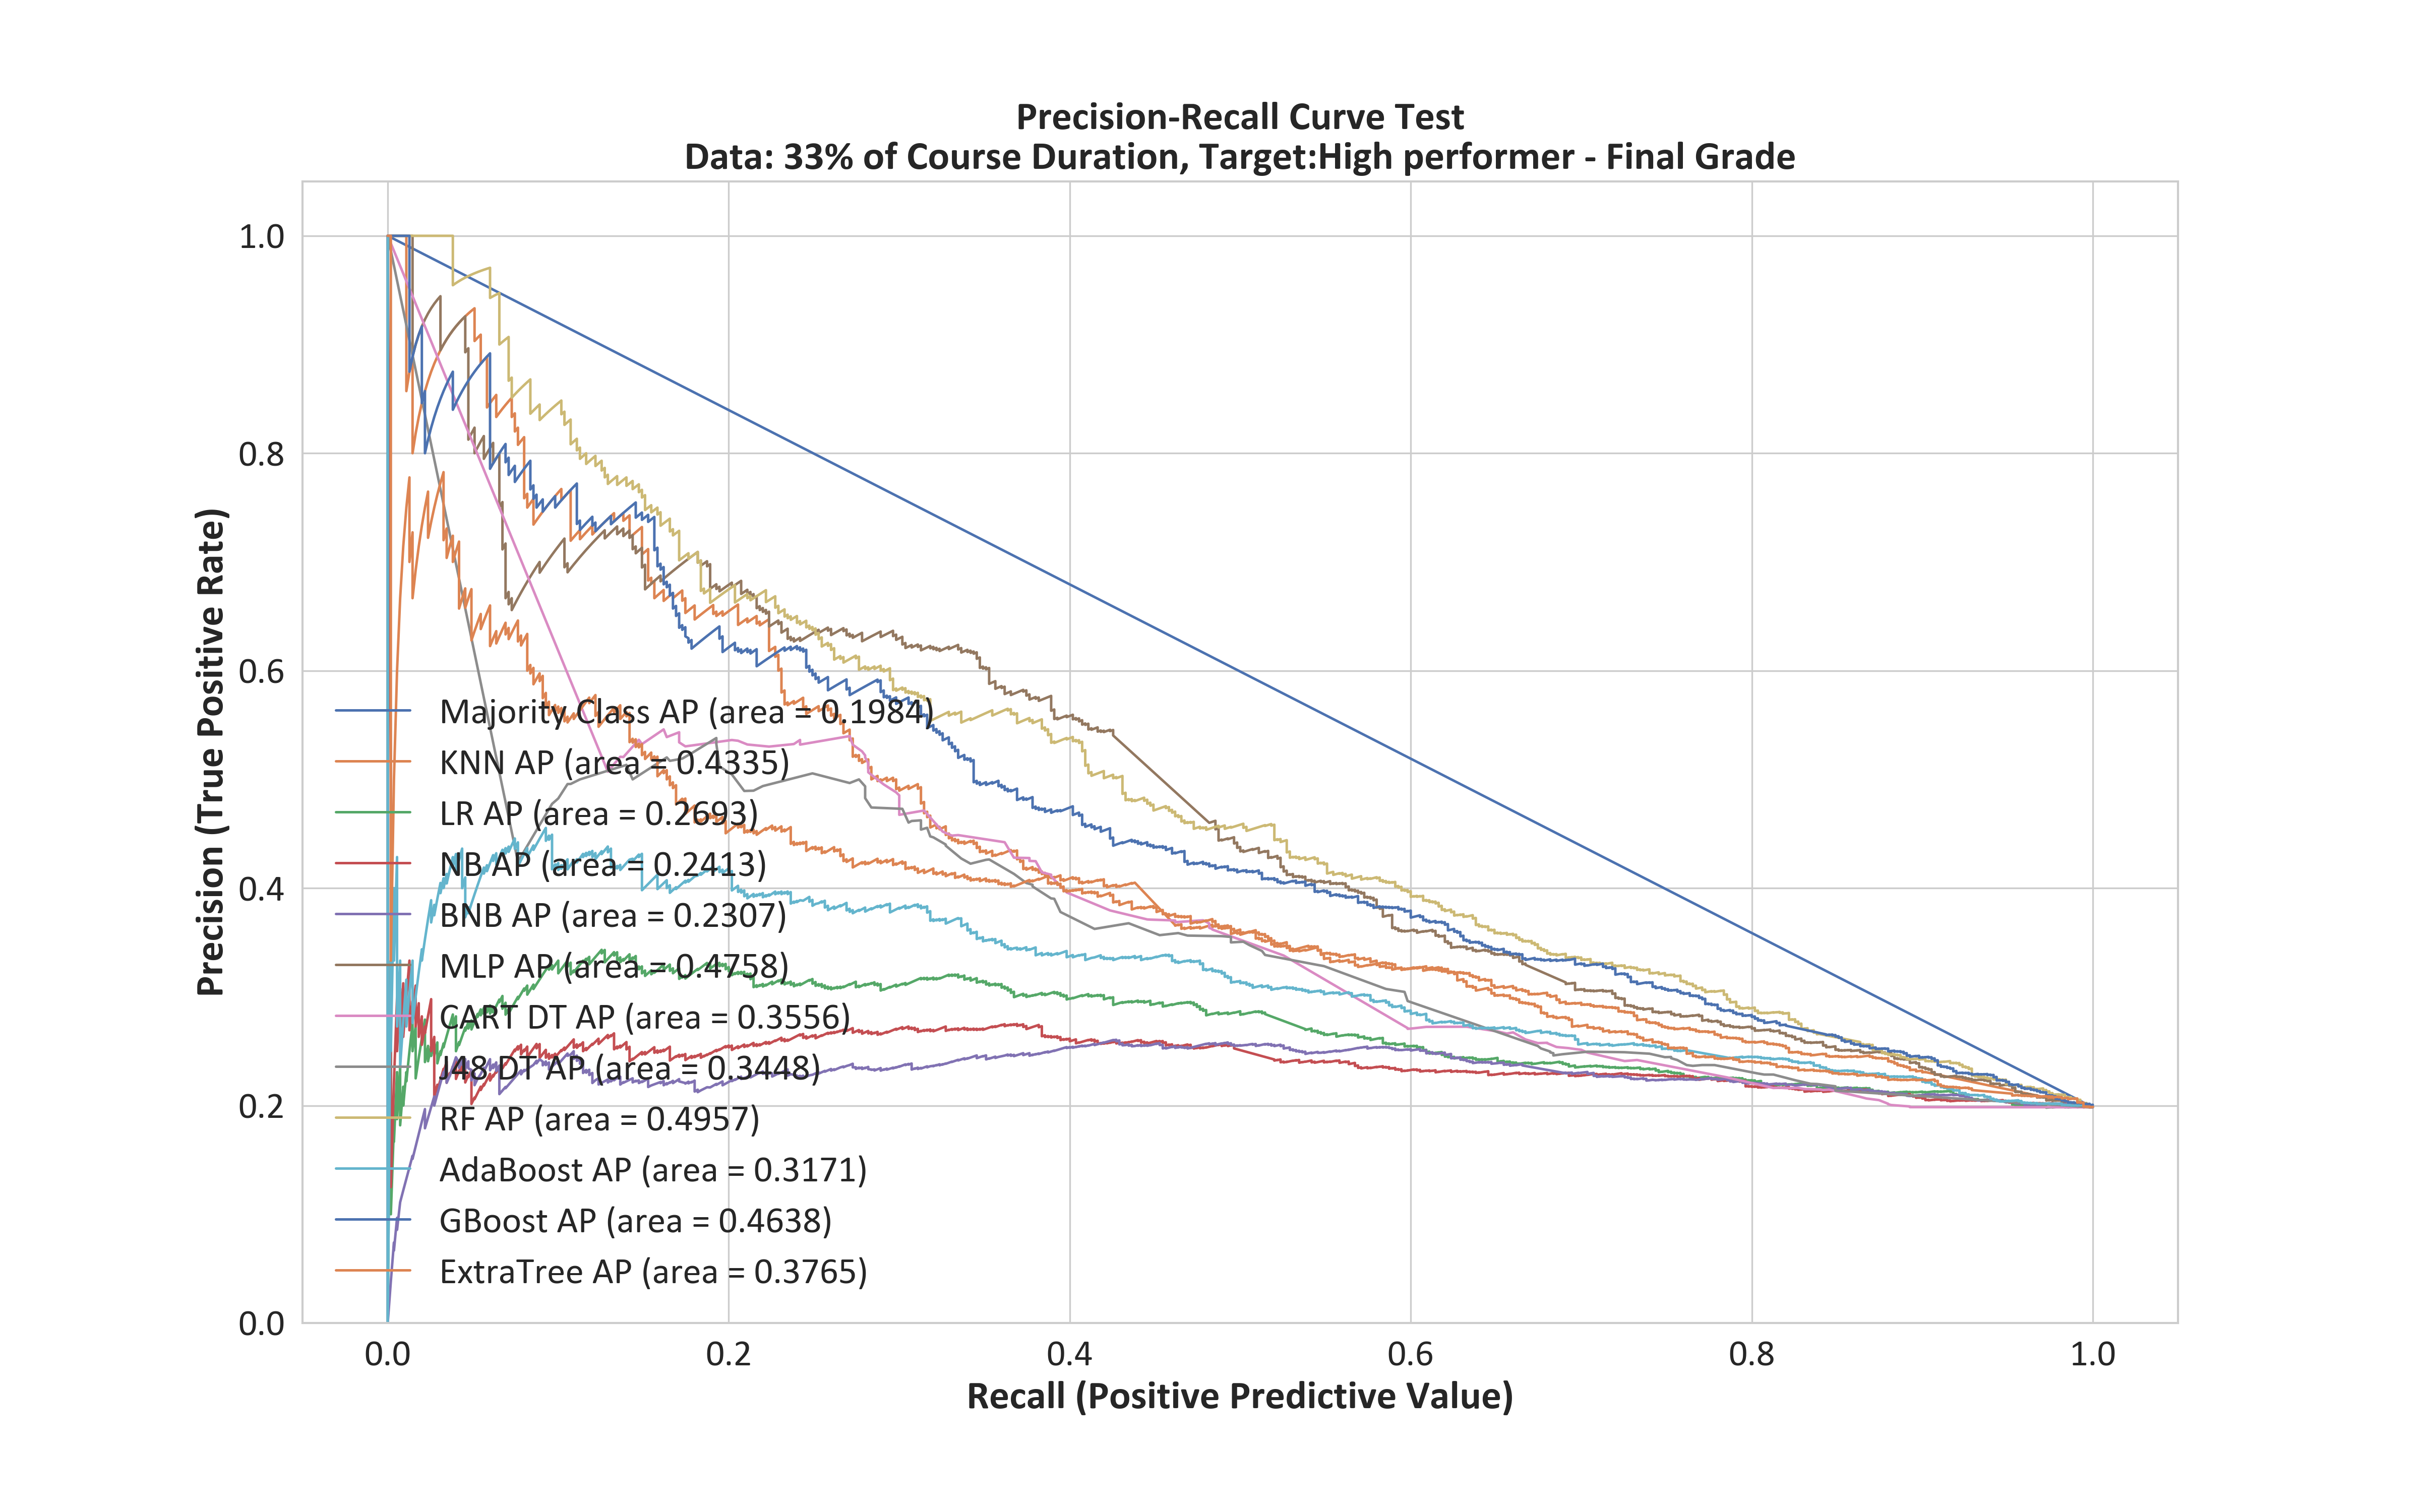 Precision-Recall Curve Test
Data: 33% of Course Duration, Target:High performer - Final Grade
Precision (True Positive Rate)
1.0
0.8
0.6
0.4
0.2
0.0
Majority Class AP (area = 0.1984)
KNN AP (area = 0.4335)
LR AP (area = 0.2693)
NB AP (area = 0.2413)
BNB AP (area = 0.2307)
MLP AP (area = 0.4758)
CART DT AP (area = 0.3556)
J48 DT AP (area = 0.3448)
RF AP (area = 0.4957)
AdaBoost AP (area = 0.3171)
GBoost AP (area = 0.4638)
ExtraTree AP (area = 0.3765)
0.0 0.2 0.4 0.6 0.8 1.0
Recall (Positive Predictive Value)